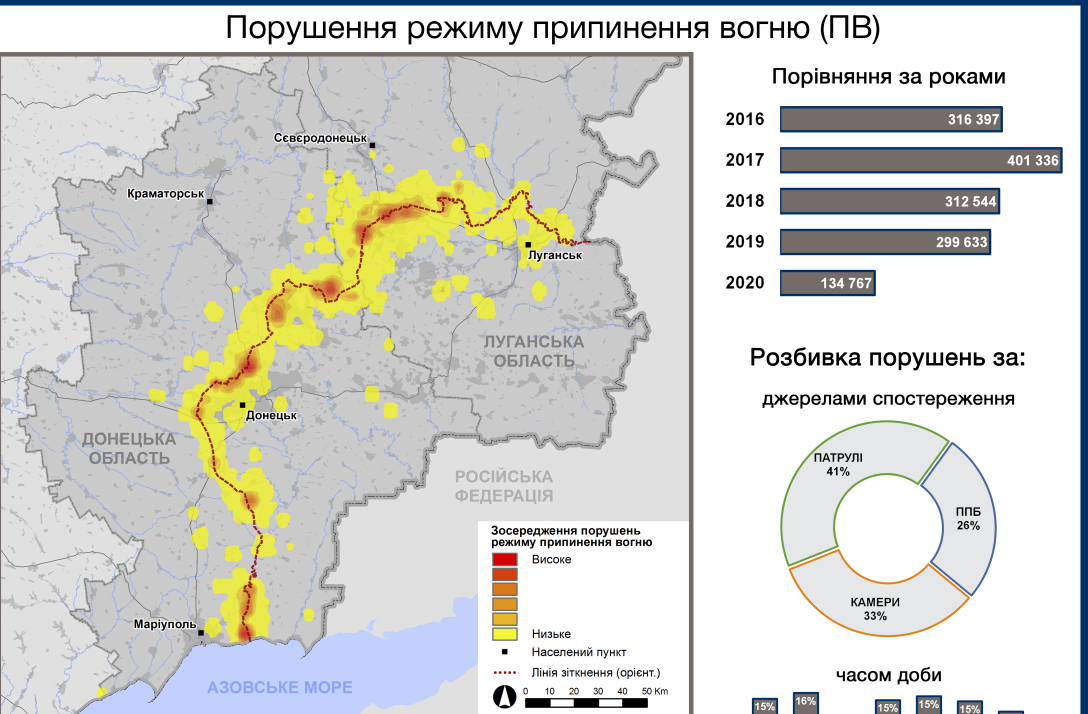 Порушення режиму припинення вогню (ПВ)
Сєвєродонецьк
Краматорськ
Луганськ
ЛУГАНСЬКА
ОБЛАСТЬ
Донецьк
ДОНЕЦЬКА
ОБЛАСТЬ
РОСІЙСЬКА
ФЕДЕРАЦІЯ
Маріуполь
АЗОВСЬКЕ МОРЕ
Зосередження порушень
режиму припинення вогню
Високе
Низьке
Населений пункт
Лінія зіткнення (орієнт.)
0 10 20 30 40 50 Km
Порівняння за роками
2016 316 397
2017 401 336
2018 312 544
2019 299 633
2020 134 767
Розбивка порушень за:
джерелами спостереження
ПАТРУЛІ
41%
ППБ
26%
КАМЕРИ
33%
часом доби
15% 16% 15% 15% 15%